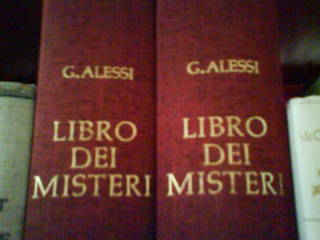 G. ALESSI
LIBRO
DEI
MISTERI
G. ALESSI
LIBRO
DEI
MISTERI